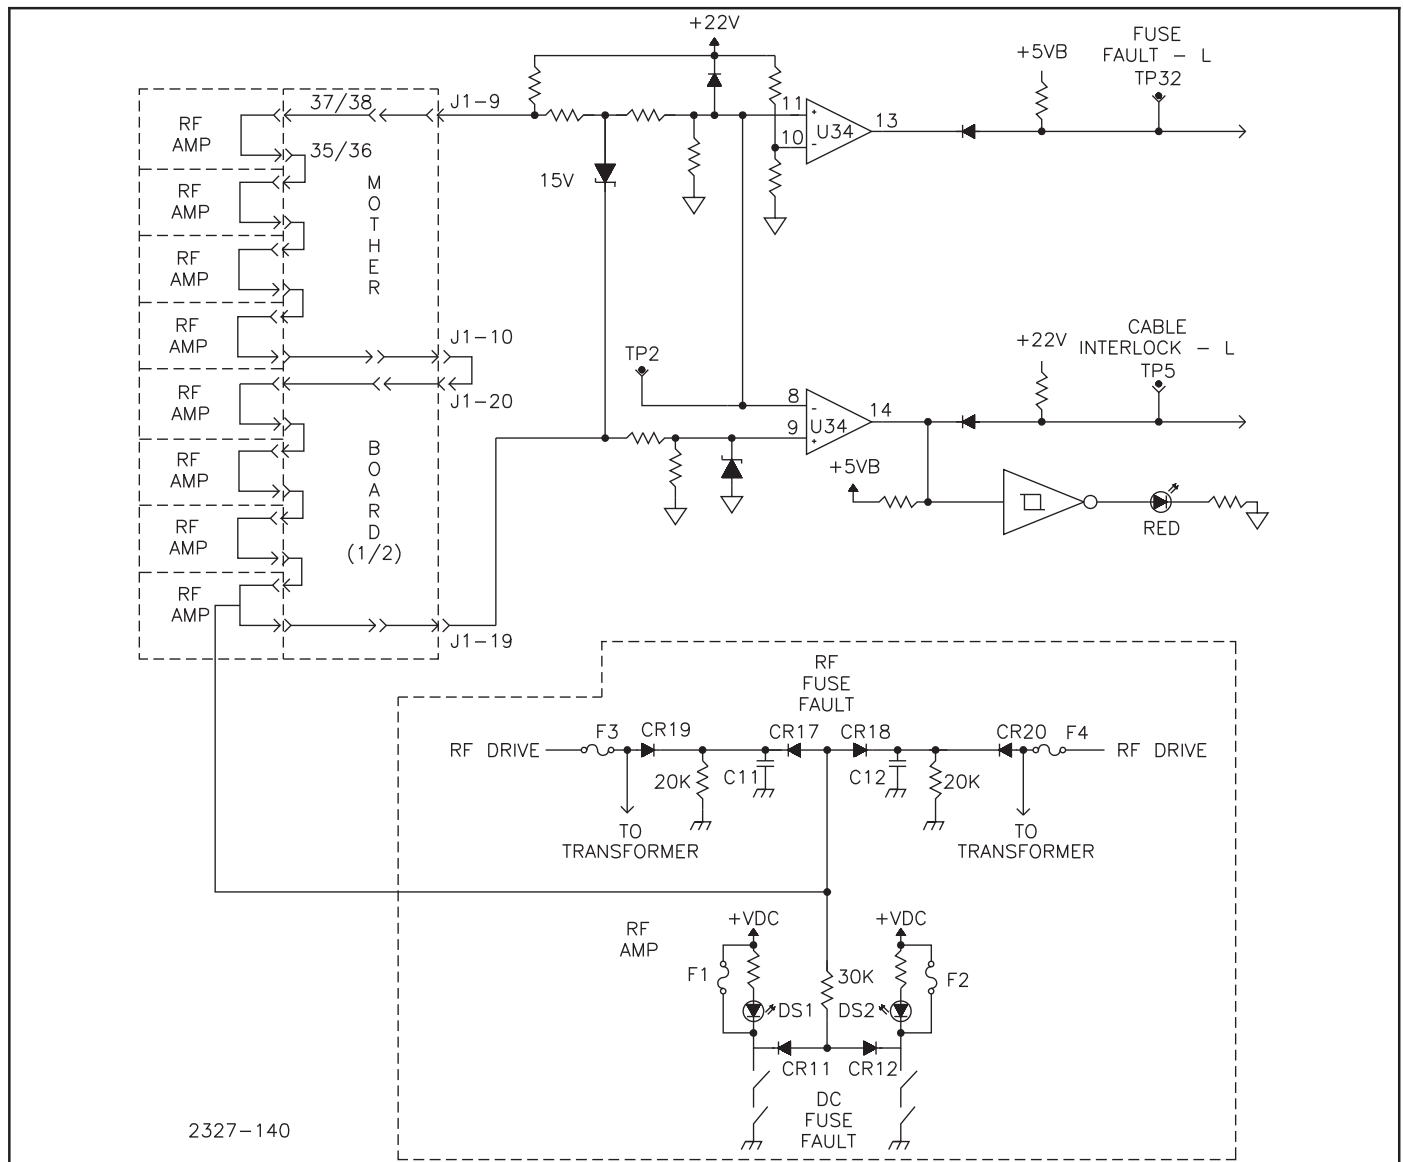 +22V
FUSE
FAULT - L
TP32
+5VB
37/38
J1-9
RF
AMP
35/36
11
10
U34
13
15V
RF
AMP
MOTHER
RF
AMP
RF
AMP
J1-10
J1-20
TP2
+22V
CABLE
INTERLOCK - L
TP5
RF
AMP
8
9
U34
14
BOARD
(1/2)
RF
AMP
+5VB
RED
RF
AMP
RF
AMP
J1-19
RF
FUSE
FAULT
RF DRIVE
F3
CR19
CR17
CR18
CR20
F4
RF DRIVE
20K
C11
C12
20K
TO
TRANSFORMER
TO
TRANSFORMER
RF
AMP
+VDC
+VDC
F1
30K
F2
DS1
DS2
CR11
CR12
DC
FUSE
FAULT
2327-140